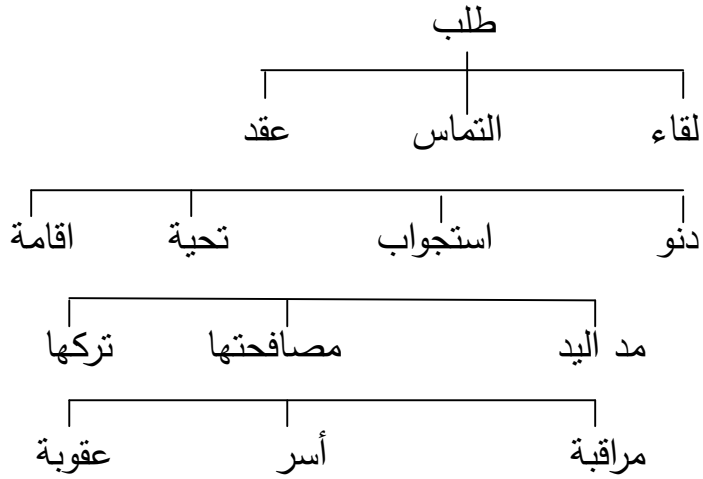 طلب
لقاء التماس عقد
دنو استجواب تحية اقامة
مد اليد مصافحتها تركها
مراقبة أسر عقوبة